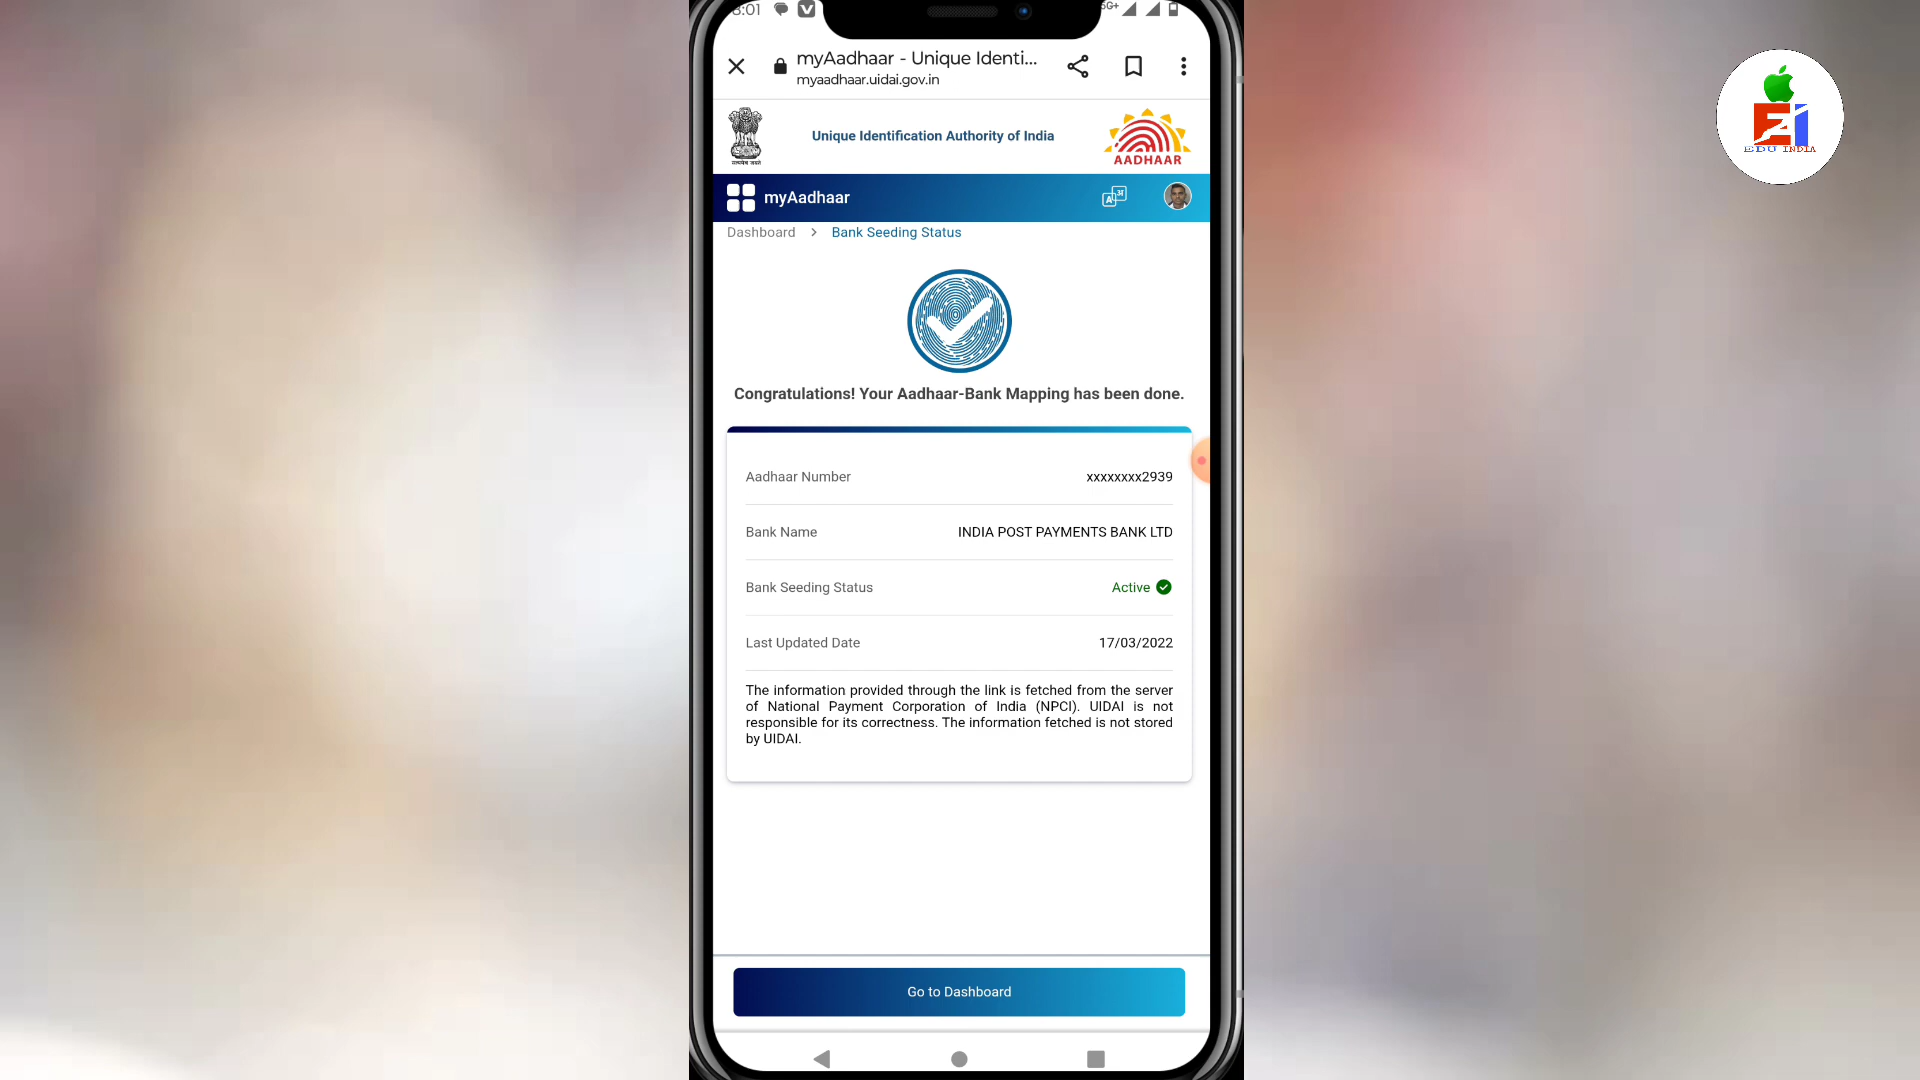 3:01
5G+
myAadhaar - Unique Identi...
myaadhaar.uidai.gov.in
Unique Identification Authority of India
AADHAAR
myAadhaar
Dashboard > Bank Seeding Status
Congratulations! Your Aadhaar-Bank Mapping has been done.
Aadhaar Number xxxxxxxx2939
Bank Name INDIA POST PAYMENTS BANK LTD
Bank Seeding Status Active
Last Updated Date 17/03/2022
The information provided through the link is fetched from the server
of National Payment Corporation of India (NPCI). UIDAI is not
responsible for its correctness. The information fetched is not stored
by UIDAI.
Go to Dashboard
EDU INDIA